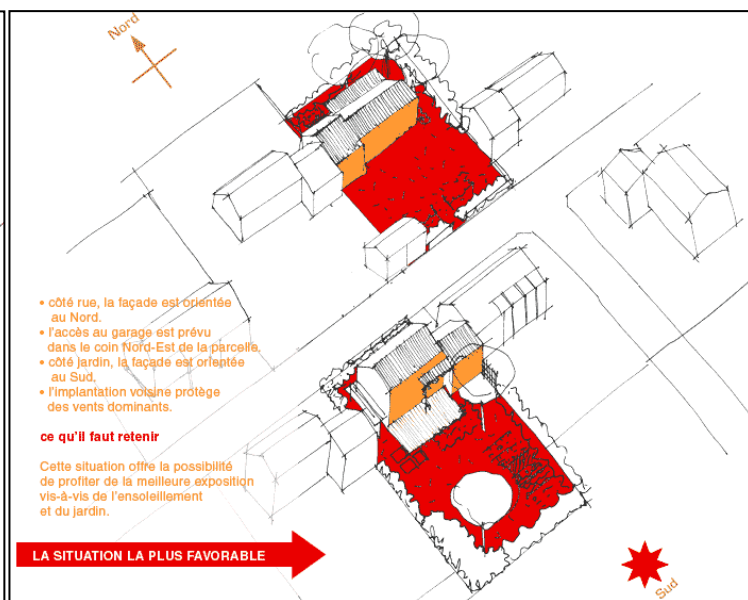 Nord
• côté rue, la façade est orientée
au Nord.
• l'accès au garage est prévu
dans le coin Nord-Est de la parcelle,
• côté jardin, la façade est orientée
au Sud,
• l'implantation voisine protège
des vents dominants.
ce qu'il faut retenir
Cette situation offre la possibilité
de profiter de la meilleure exposition
vis-à-vis de l'ensoleillement
et du jardin.
LA SITUATION LA PLUS FAVORABLE
Sud